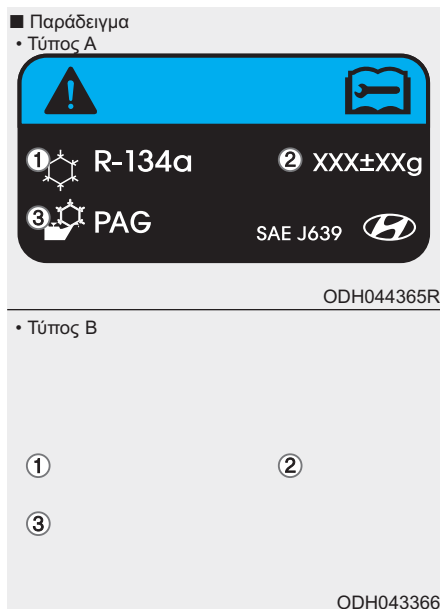 ■ Παράδειγμα
• Τύπος A
① R-134a ② XXX±XXg
③ PAG SAE J639
ODH044365R
• Τύπος B
① ②
③
ODH043366